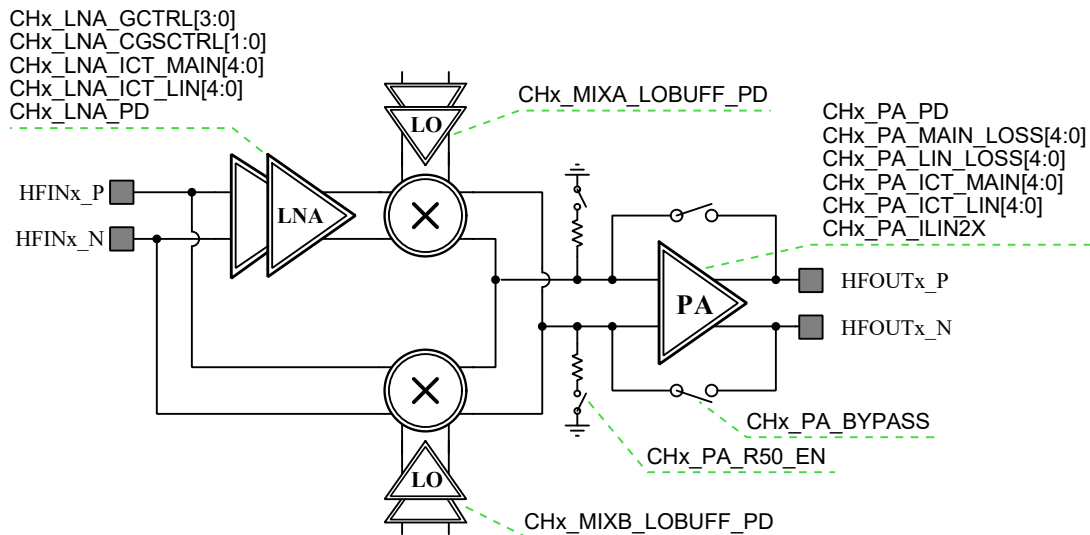 CHx_LNA_GCTRL[3:0]
CHx_LNA_CGSCTRL[1:0]
CHx_LNA_ICT_MAIN[4:0]
CHx_LNA_ICT_LIN[4:0]
CHx_LNA_PD
CHx_MIXA_LOBUFF_PD
CHx_PA_PD
CHx_PA_MAIN_LOSS[4:0]
CHx_PA_LIN_LOSS[4:0]
CHx_PA_ICT_MAIN[4:0]
CHx_PA_ICT_LIN[4:0]
CHx_PA_ILIN2X
LO
HFINx_P
HFINx_N
LNA
PA
HFOUTx_P
HFOUTx_N
CHx_PA_BYPASS
CHx_PA_R50_EN
LO
CHx_MIXB_LOBUFF_PD